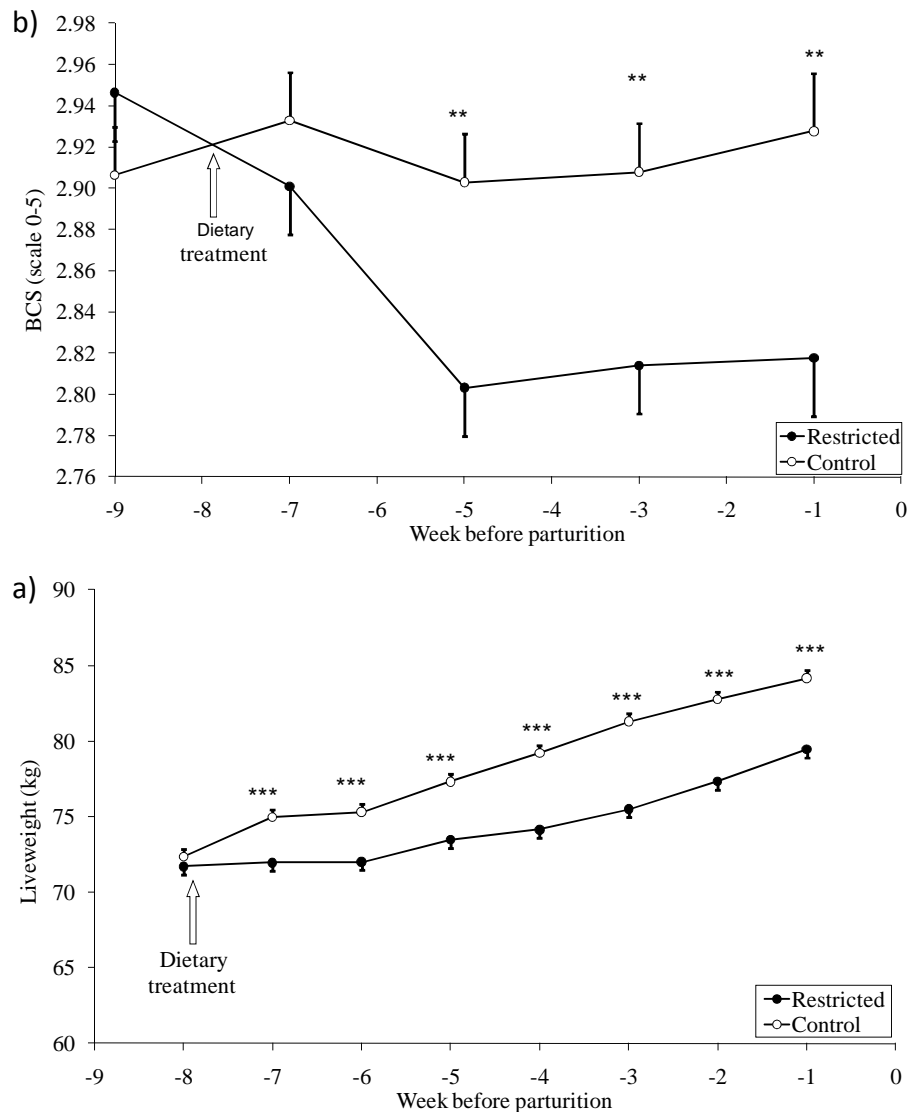 b)
2.98
2.96
2.94
2.92
2.90
2.88
2.86
2.84
2.82
2.80
2.78
2.76
BCS (scale 0-5)
** ** **
Dietary
treatment
Restricted
Control
-9 -7 -5 -4 -3 -2 -1 0
-6
Week before parturition
a)
90
85
80
75
70
65
60
Liveweight (kg)
*** *** *** *** *** *** ***
Dietary
treatment
Restricted
Control
-9 -8 -7 -6 -5 -4 -3 -2 -1 0
Week before parturition